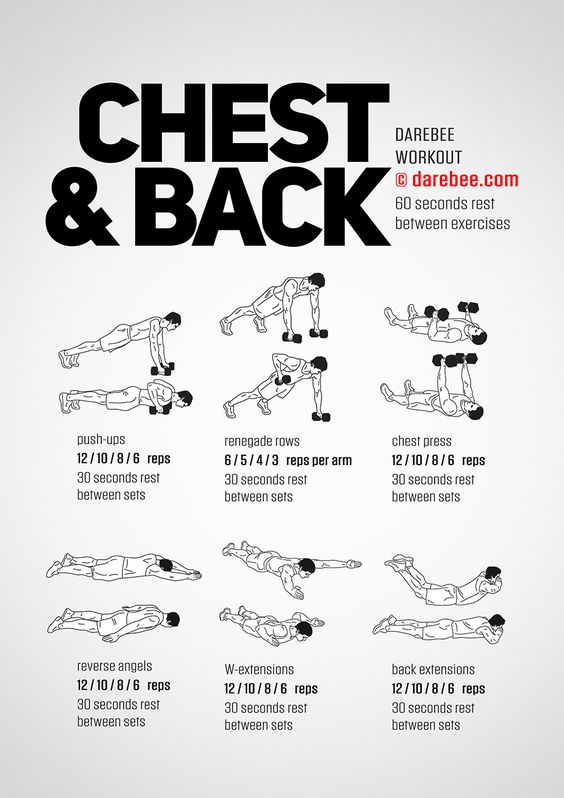 CHEST
& BACK
DAREBEE
WORKOUT
© darebee.com
60 seconds rest
between exercises
push-ups
12 / 10 / 8 / 6 reps
30 seconds rest
between sets
renegade rows
6 / 5 / 4 / 3 reps per arm
30 seconds rest
between sets
chest press
12 / 10 / 8 / 6 reps
30 seconds rest
between sets
reverse angels
12 / 10 / 8 / 6 reps
30 seconds rest
between sets
W-extensions
12 / 10 / 8 / 6 reps
30 seconds rest
between sets
back extensions
12 / 10 / 8 / 6 reps
30 seconds rest
between sets